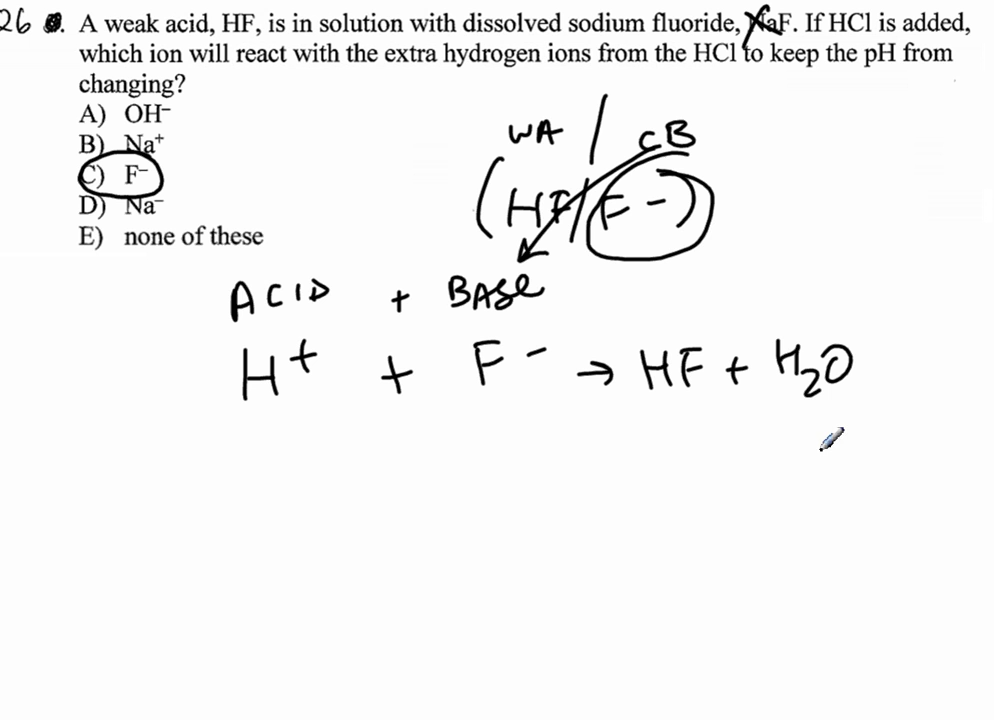 26. A weak acid, HF, is in solution with dissolved sodium fluoride, NaF. If HCl is added,
which ion will react with the extra hydrogen ions from the HCl to keep the pH from
changing?
A) OH⁻
B) Na⁺
C) F⁻
D) Na⁻
E) none of these
WA / CB
(HF/F-)
ACID + BASE
H+ + F- → HF + H₂O